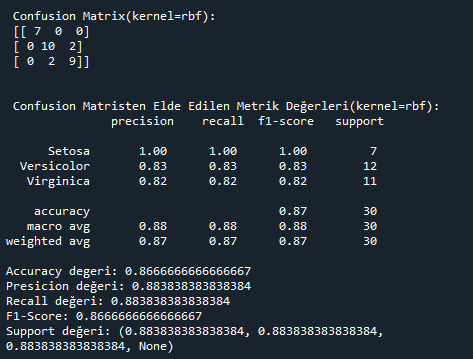 Confusion Matrix(kernel=rbf):
[[ 7  0  0]
[ 0 10  2]
[ 0  2  9]]
Confusion Matristen Elde Edilen Metrik Değerleri(kernel=rbf):
precision    recall  f1-score   support
Setosa       1.00      1.00      1.00         7
Versicolor       0.83      0.83      0.83        12
Virginica       0.82      0.82      0.82        11
accuracy                           0.87        30
macro avg       0.88      0.88      0.88        30
weighted avg       0.87      0.87      0.87        30
Accuracy degeri: 0.8666666666666667
Presicion değeri: 0.883838383838384
Recall değeri: 0.883838383838384
F1-Score: 0.8666666666666667
Support değeri: (0.883838383838384, 0.883838383838384,
0.883838383838384, None)